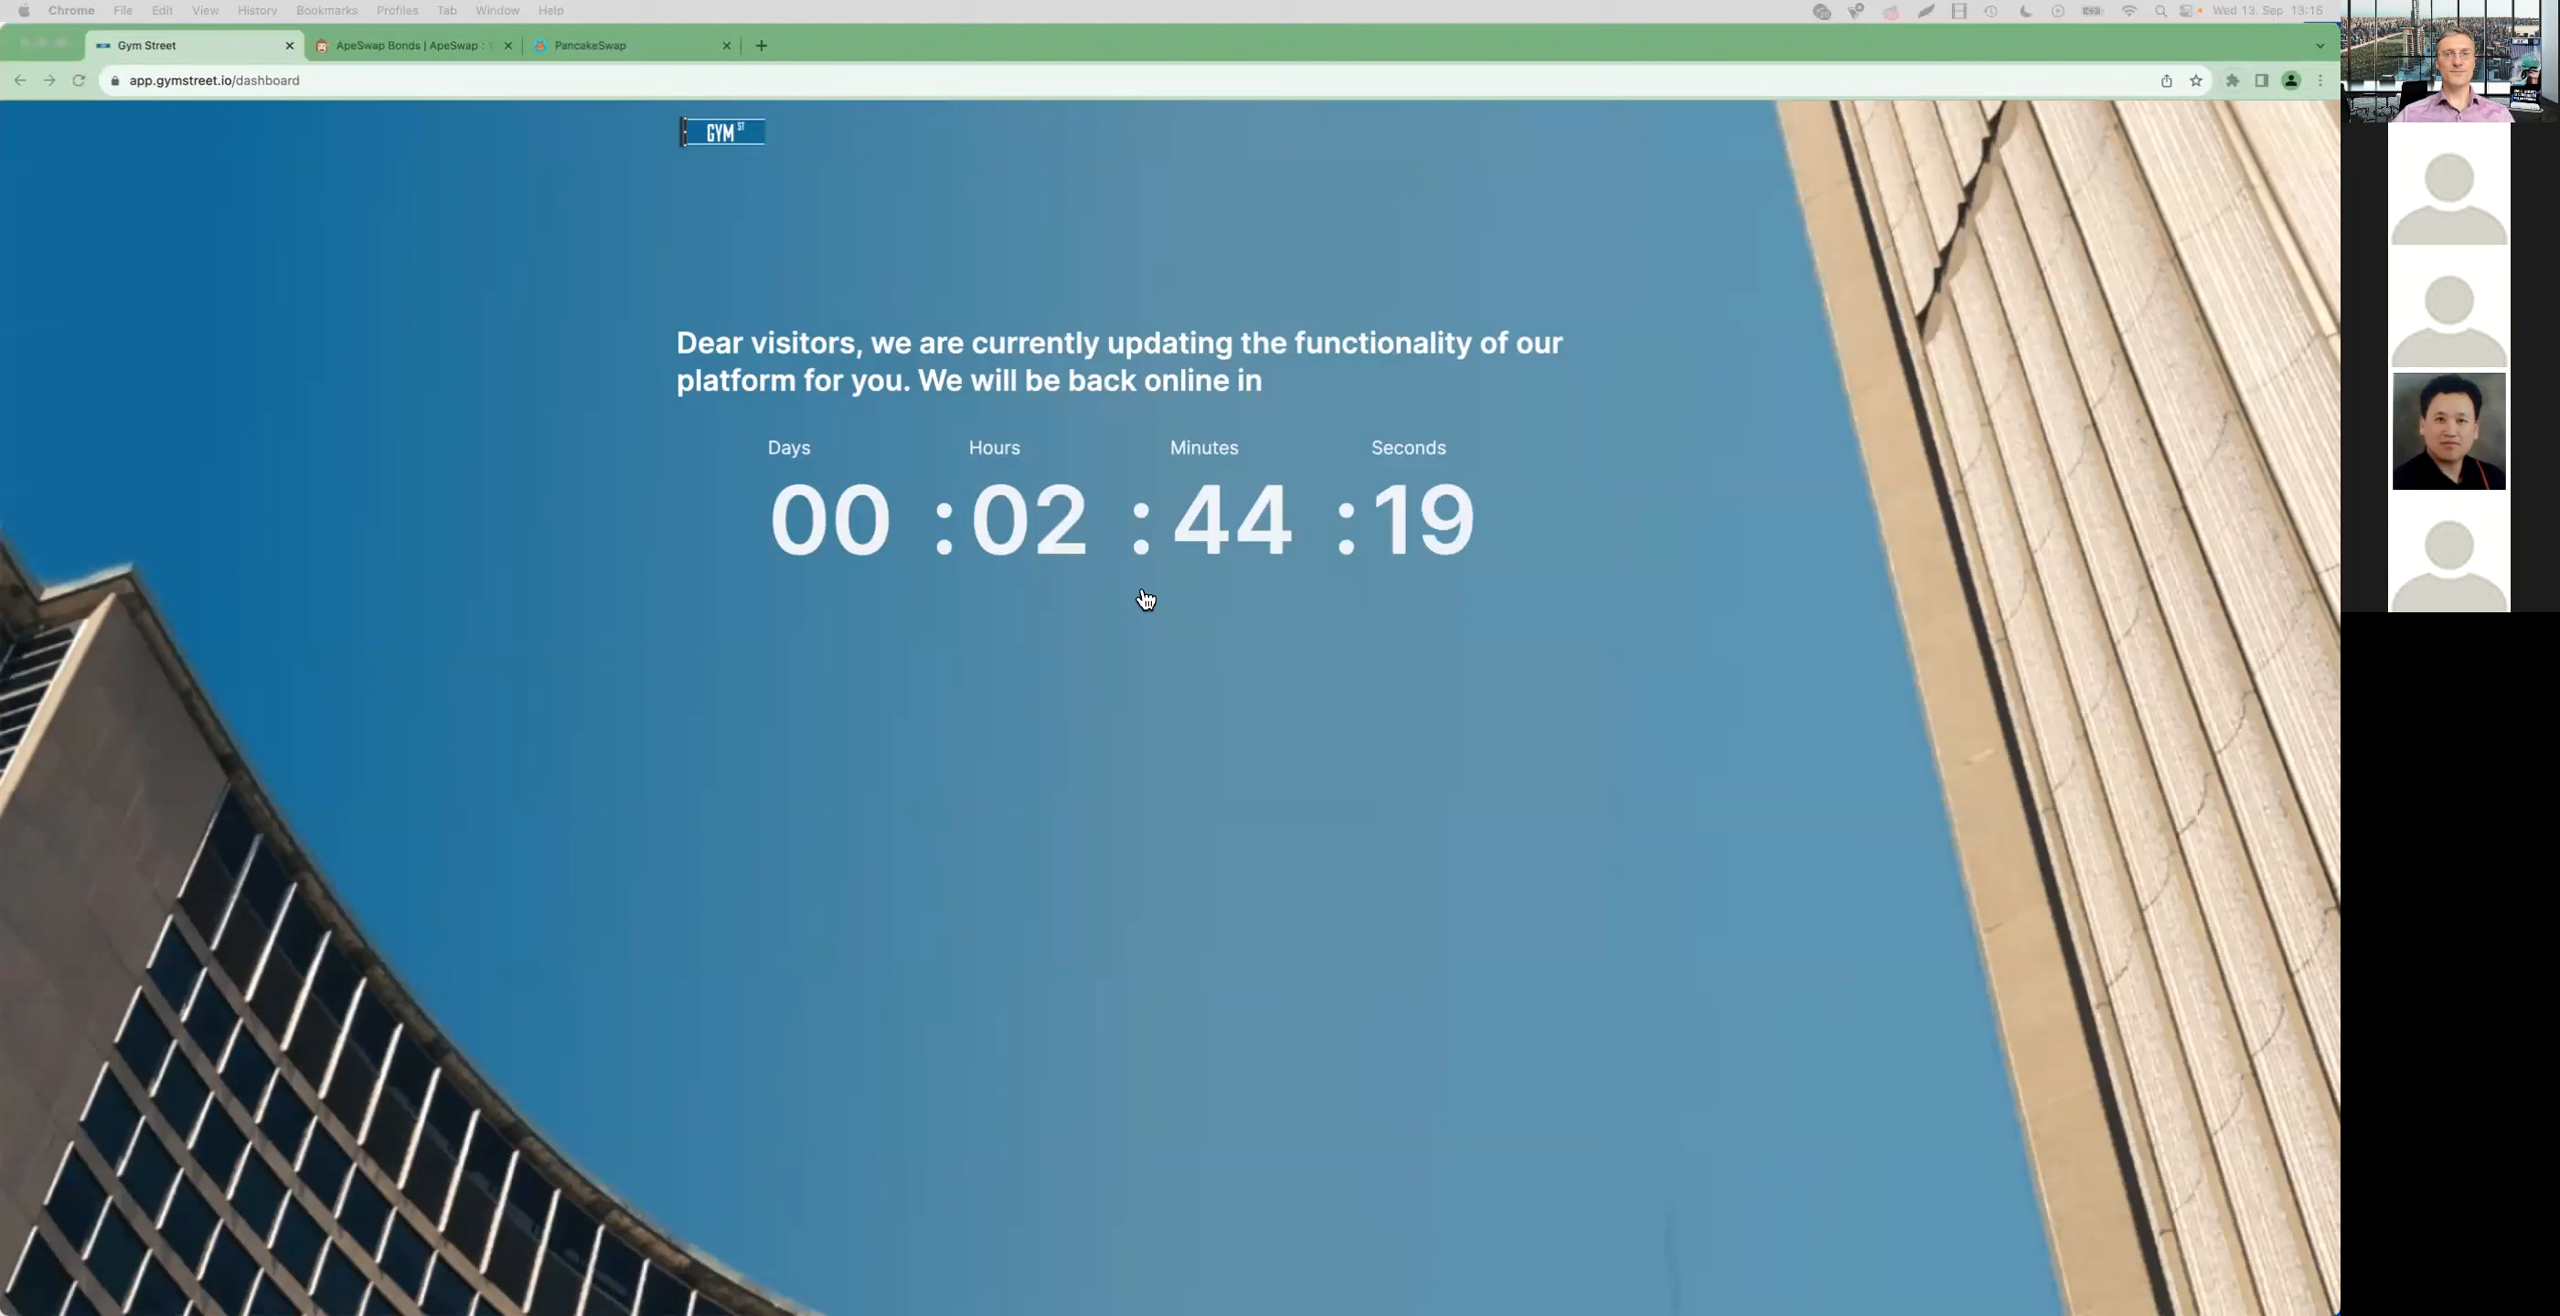 Chrome File Edit View History Bookmarks Profiles Tab Window Help
Wed 13. Sep 13:15
Gym Street
ApeSwap Bonds | ApeSwap :
PancakeSwap
app.gymstreet.io/dashboard
GYM ST
Dear visitors, we are currently updating the functionality of our
platform for you. We will be back online in
Days Hours Minutes Seconds
00 : 02 : 44 : 19